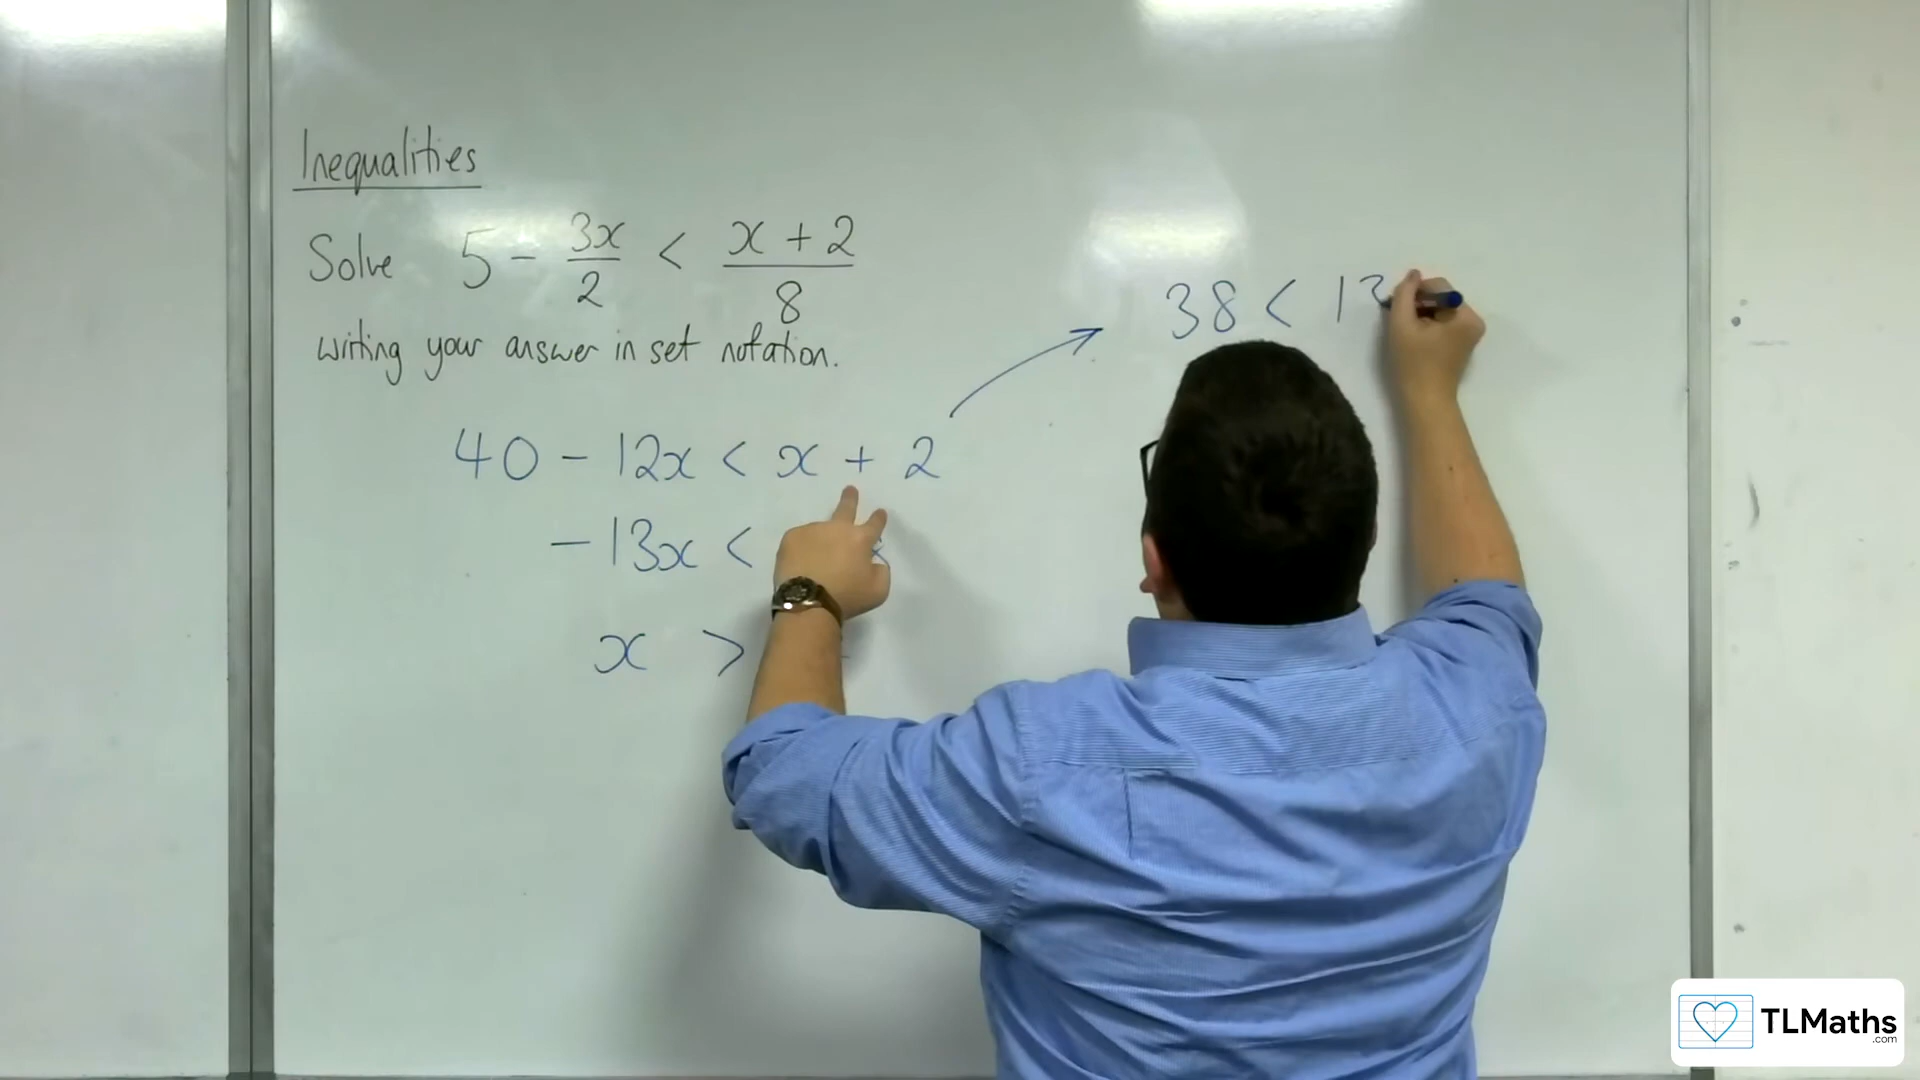 Inequalities
Solve 5 - 3x/2 < (x + 2)/8
writing your answer in set notation.
40 - 12x < x + 2
-13x <
x >
38 < 13
TLMaths
.com